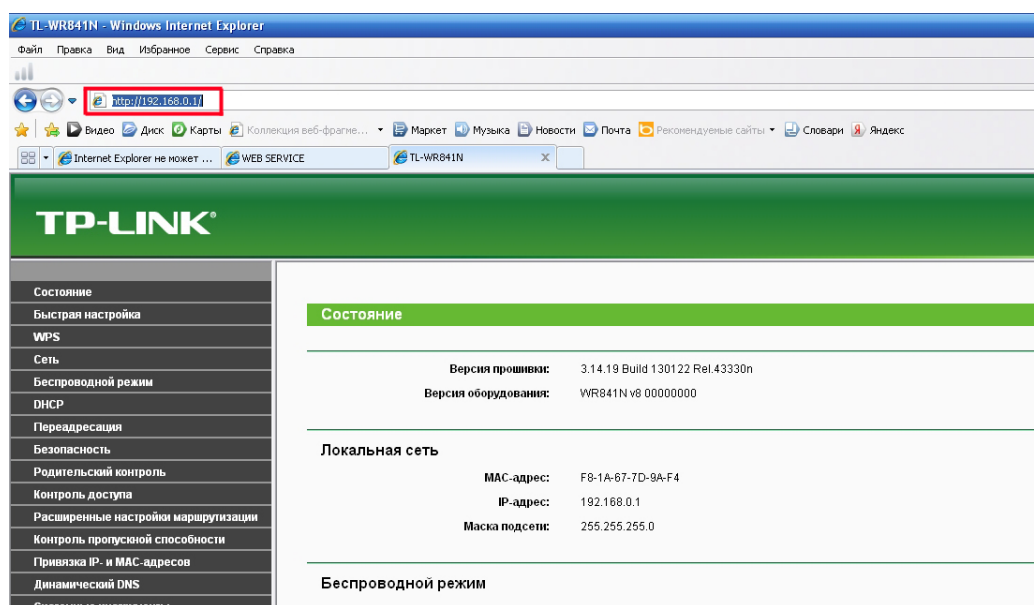 TL-WR841N - Windows Internet Explorer
Файл Правка Вид Избранное Сервис Справка
http://192.168.0.1/
Видео Диск Карты Коллекция веб-фрагме... Маркет Музыка Новости Почта Рекомендуемые сайты Словари Яндекс
Internet Explorer не может ... WEB SERVICE TL-WR841N X
TP-LINK®
Состояние
Быстрая настройка
WPS
Сеть
Беспроводной режим
DHCP
Переадресация
Безопасность
Родительский контроль
Контроль доступа
Расширенные настройки маршрутизации
Контроль пропускной способности
Привязка IP- и MAC-адресов
Динамический DNS
Состояние
Версия прошивки: 3.14.19 Build 130122 Rel.43330n
Версия оборудования: WR841N v8 00000000
Локальная сеть
MAC-адрес: F8-1A-67-7D-9A-F4
IP-адрес: 192.168.0.1
Маска подсети: 255.255.255.0
Беспроводной режим